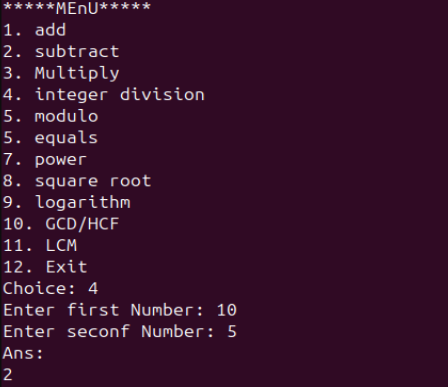 *****MEnU*****
1. add
2. subtract
3. Multiply
4. integer division
5. modulo
5. equals
7. power
8. square root
9. logarithm
10. GCD/HCF
11. LCM
12. Exit
Choice: 4
Enter first Number: 10
Enter seconf Number: 5
Ans:
2